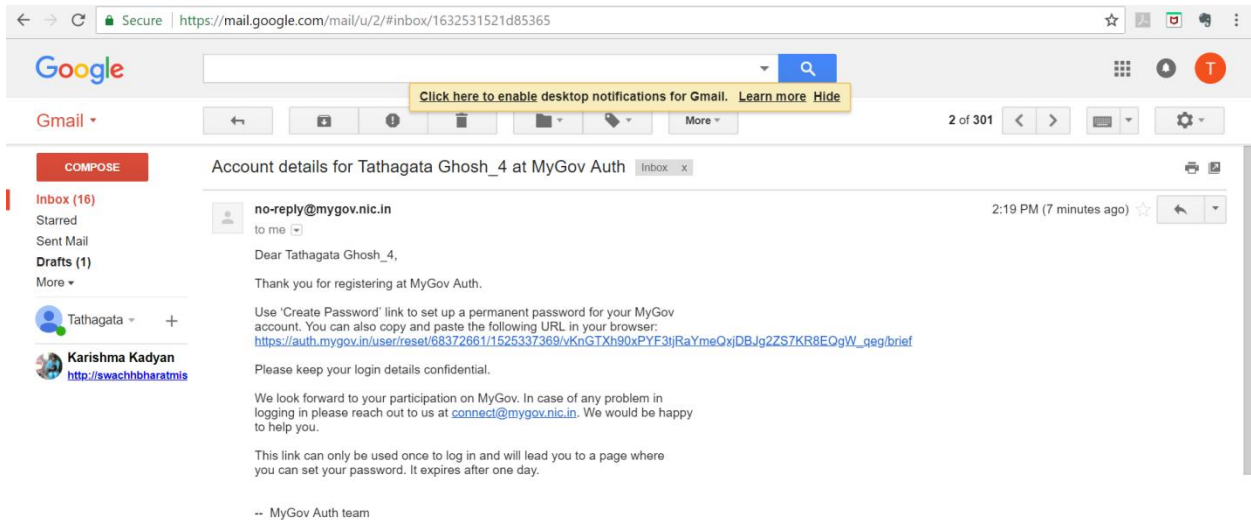 Secure | https://mail.google.com/mail/u/2/#inbox/1632531521d85365
Google
T
Click here to enable desktop notifications for Gmail. Learn more Hide
Gmail
More
2 of 301
COMPOSE
Account details for Tathagata Ghosh_4 at MyGov Auth Inbox x
Inbox (16)
Starred
Sent Mail
Drafts (1)
More
Tathagata +
Karishma Kadyan
http://swachhbharatmis
no-reply@mygov.nic.in
2:19 PM (7 minutes ago)
to me
Dear Tathagata Ghosh_4,
Thank you for registering at MyGov Auth.
Use ‘Create Password’ link to set up a permanent password for your MyGov
account. You can also copy and paste the following URL in your browser:
https://auth.mygov.in/user/reset/68372661/1525337369/vKnGTXh90xPYF3tjRaYmeQxjDBJg2ZS7KR8EQgW_qeg/brief
Please keep your login details confidential.
We look forward to your participation on MyGov. In case of any problem in
logging in please reach out to us at connect@mygov.nic.in. We would be happy
to help you.
This link can only be used once to log in and will lead you to a page where
you can set your password. It expires after one day.
-- MyGov Auth team